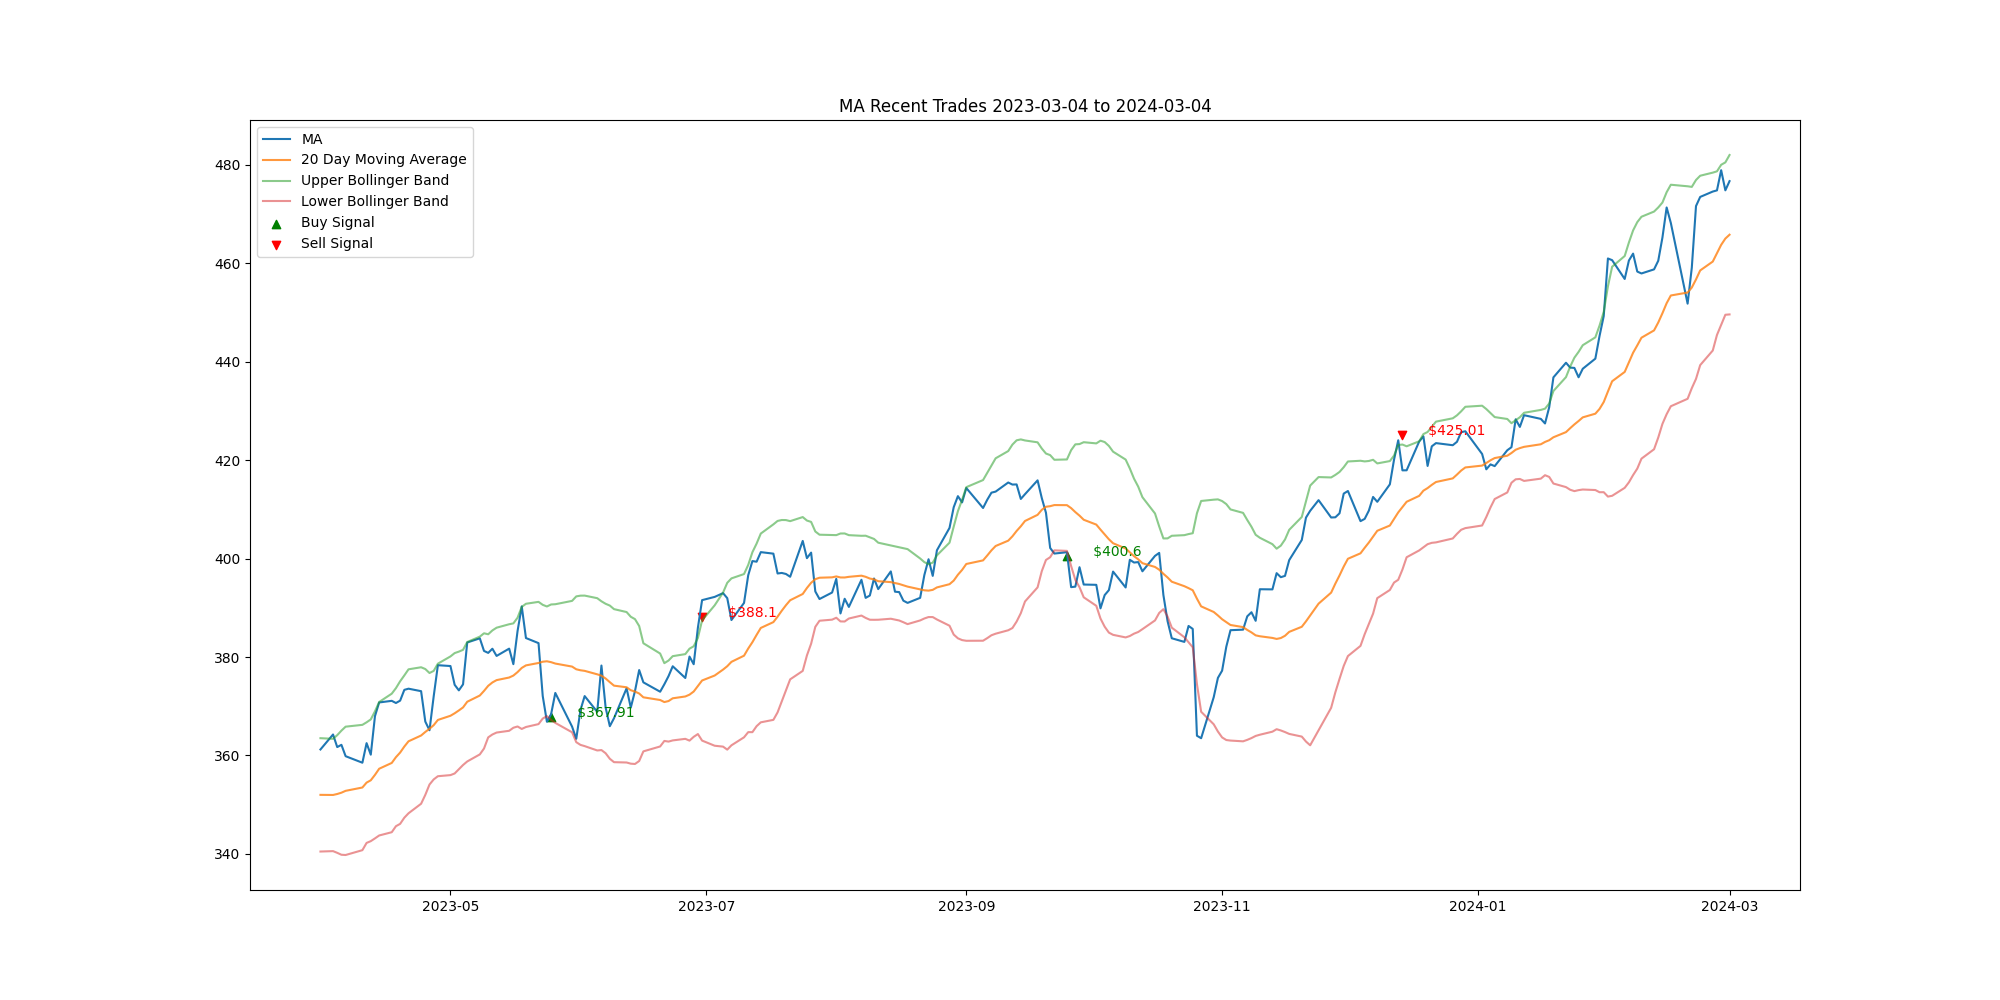 MA Recent Trades 2023-03-04 to 2024-03-04
MA
20 Day Moving Average
Upper Bollinger Band
Lower Bollinger Band
Buy Signal
Sell Signal
480
460
440
420
400
380
360
340
$425.01
$400.6
$388.1
$367.91
2023-05
2023-07
2023-09
2023-11
2024-01
2024-03